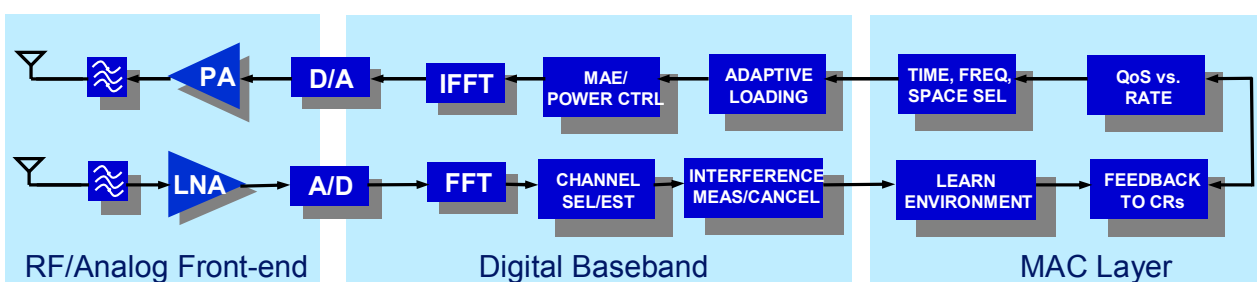 PA
D/A
IFFT
MAE/
POWER CTRL
ADAPTIVE
LOADING
TIME, FREQ,
SPACE SEL
QoS vs.
RATE
LNA
A/D
FFT
CHANNEL
SEL/EST
INTERFERENCE
MEAS/CANCEL
LEARN
ENVIRONMENT
FEEDBACK
TO CRs
RF/Analog Front-end
Digital Baseband
MAC Layer